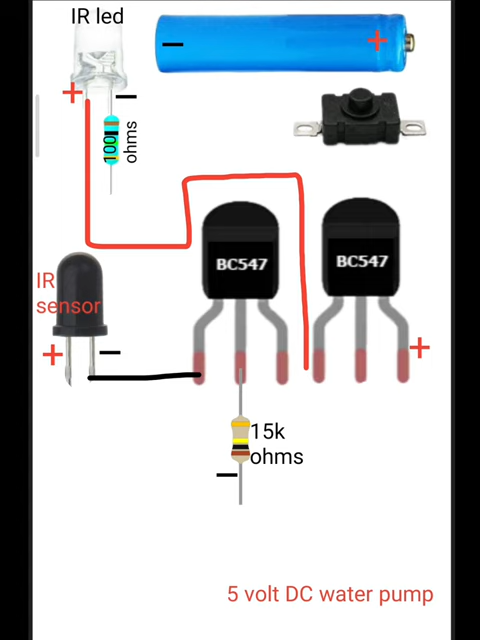 IR led
−
+
+
−
100
ohms
BC547
BC547
IR
sensor
+
−
+
15k
ohms
−
5 volt DC water pump